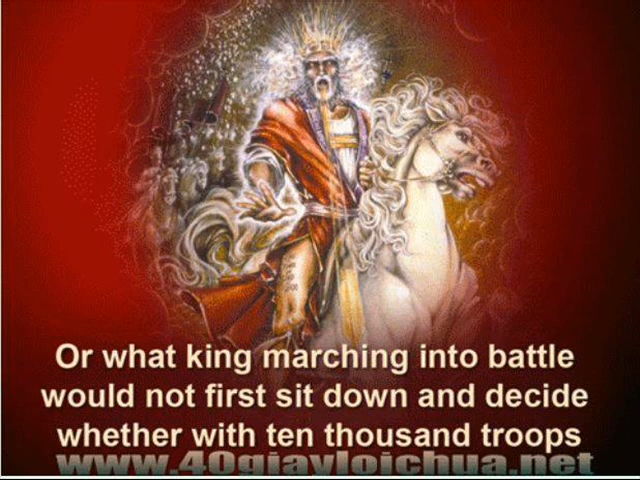 Or what king marching into battle
would not first sit down and decide
whether with ten thousand troops
www.40giayloichua.net